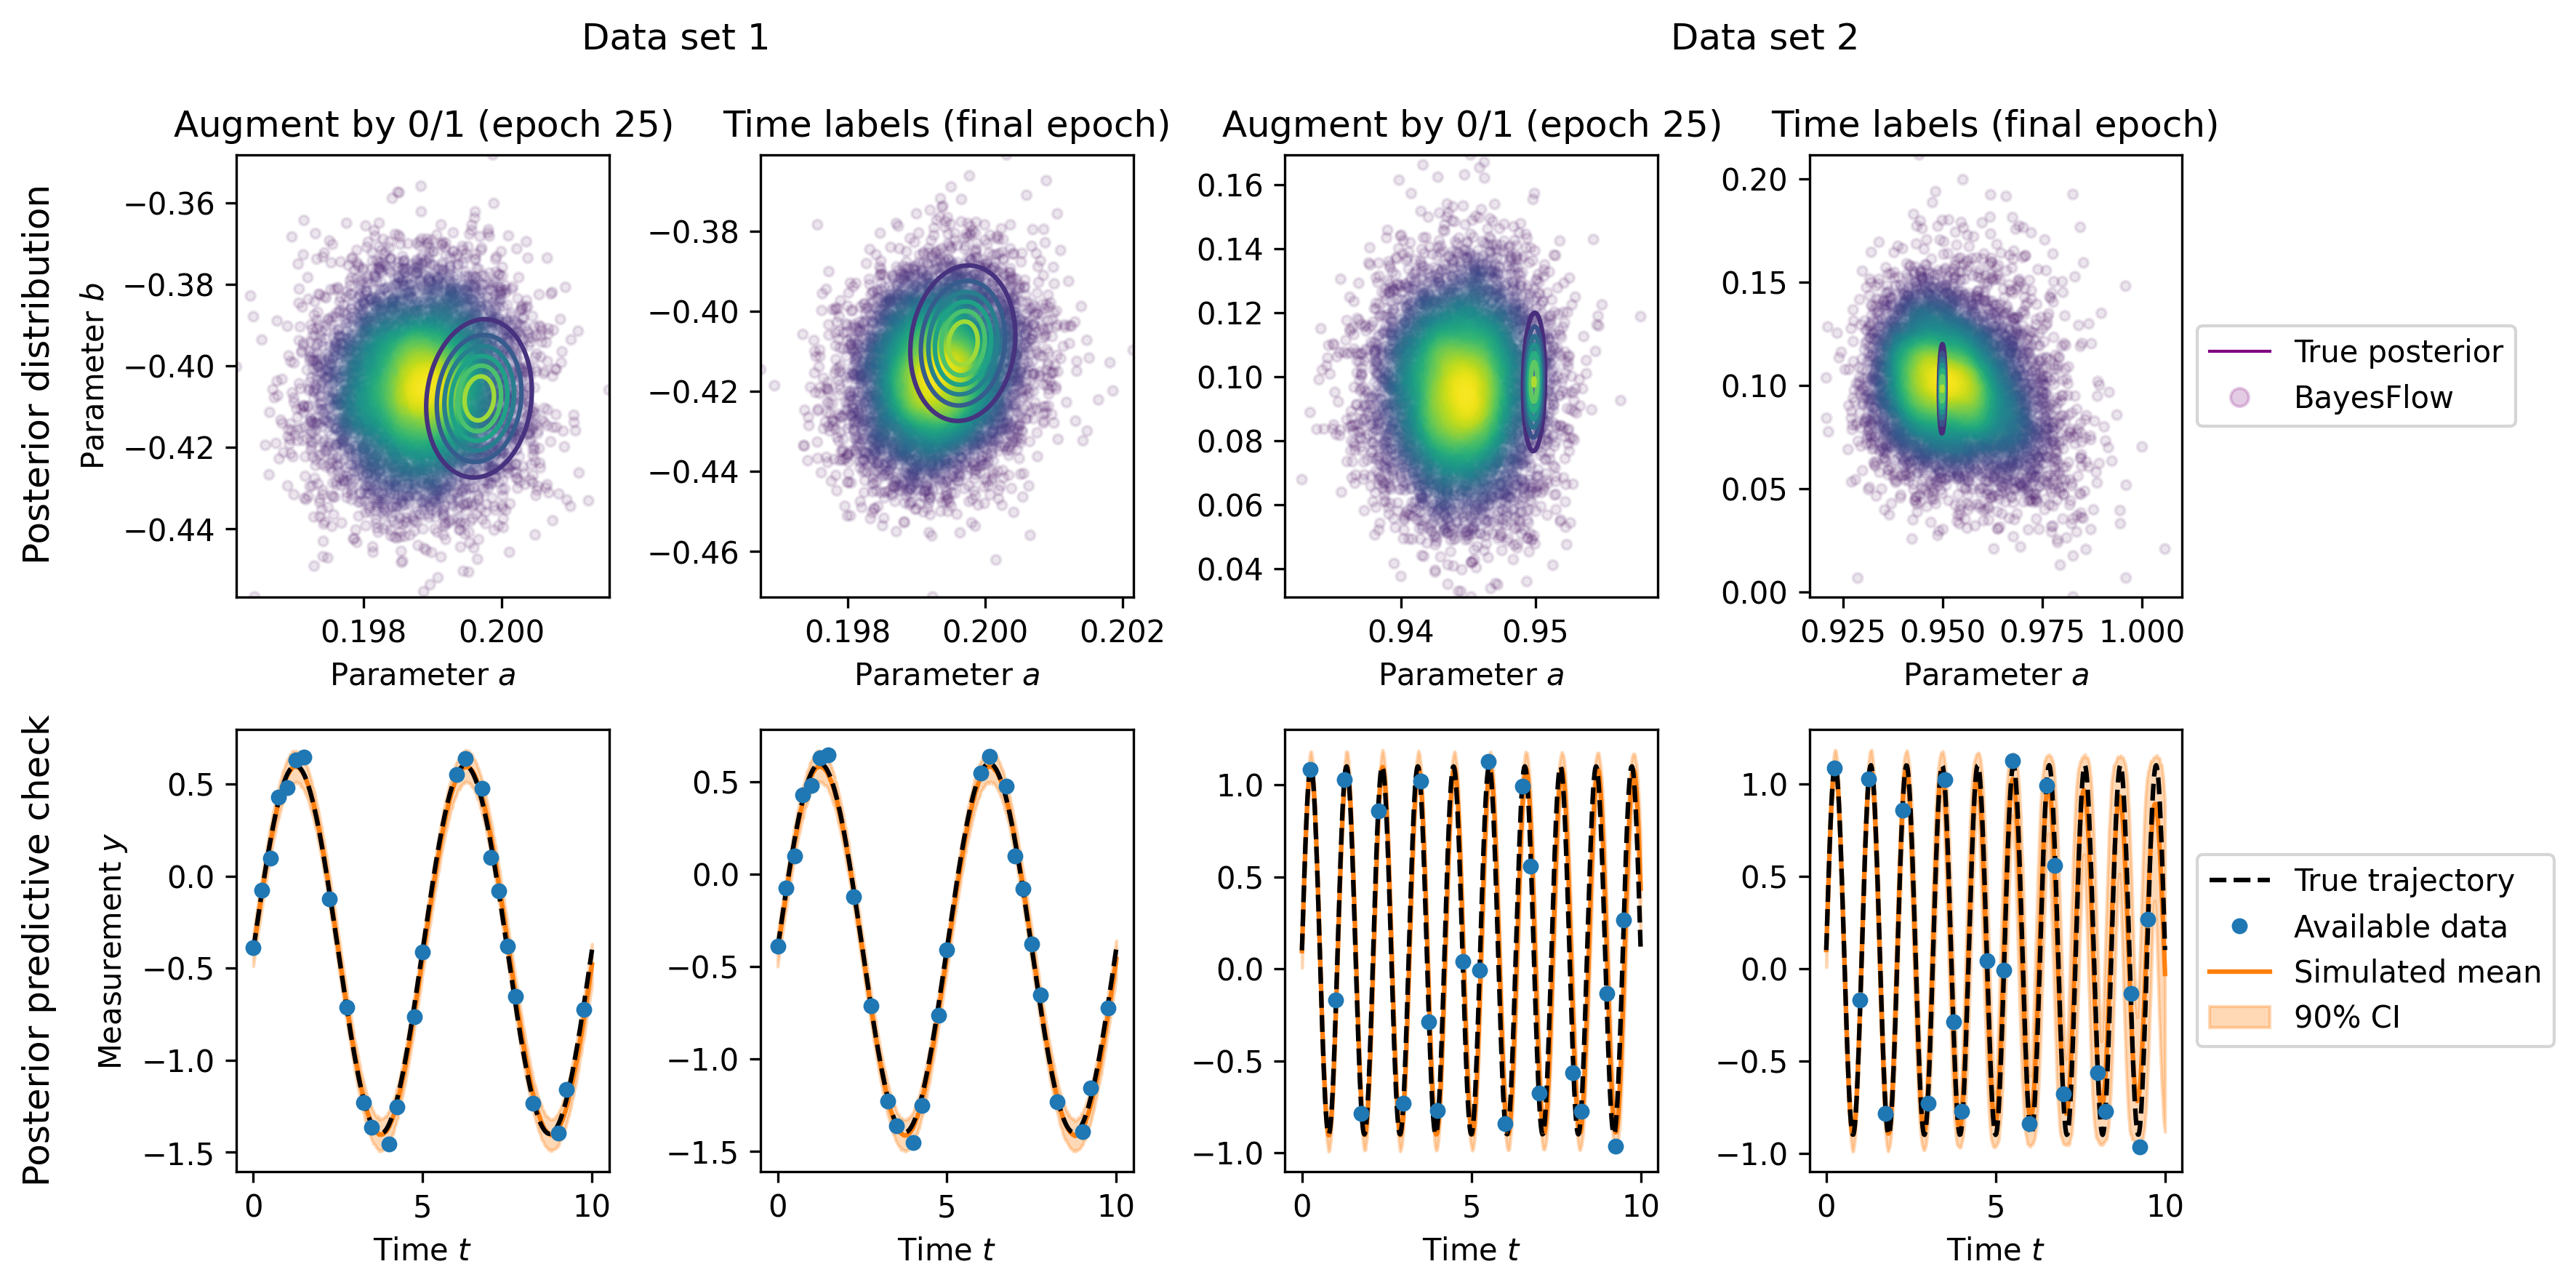 Data set 1
Data set 2
Augment by 0/1 (epoch 25)
Time labels (final epoch)
Augment by 0/1 (epoch 25)
Time labels (final epoch)
Posterior distribution
Parameter b
−0.36
−0.38
−0.40
−0.42
−0.44
0.198
0.200
Parameter a
−0.38
−0.40
−0.42
−0.44
−0.46
0.198
0.200
0.202
Parameter a
0.16
0.14
0.12
0.10
0.08
0.06
0.04
0.94
0.95
Parameter a
0.20
0.15
0.10
0.05
0.00
0.925
0.950
0.975
1.000
Parameter a
True posterior
BayesFlow
Posterior predictive check
Measurement y
0.5
0.0
−0.5
−1.0
−1.5
0
5
10
Time t
0.5
0.0
−0.5
−1.0
−1.5
0
5
10
Time t
1.0
0.5
0.0
−0.5
−1.0
0
5
10
Time t
1.0
0.5
0.0
−0.5
−1.0
0
5
10
Time t
True trajectory
Available data
Simulated mean
90% CI